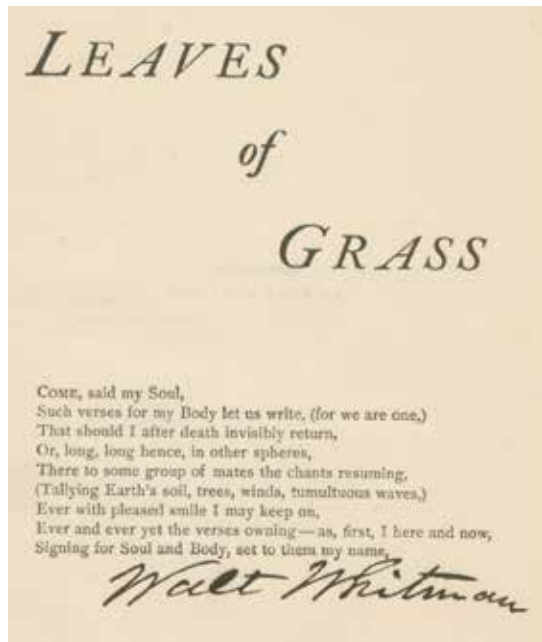 LEAVES
of
GRASS
COME, said my Soul,
Such verses for my Body let us write, (for we are one,)
That should I after death invisibly return,
Or, long, long hence, in other spheres,
There to some group of mates the chants resuming,
(Tallying Earth's soil, trees, winds, tumultuous waves,)
Ever with pleased smile I may keep on,
Ever and ever yet the verses owning—as, first, I here and now,
Signing for Soul and Body, set to them my name,
Walt Whitman